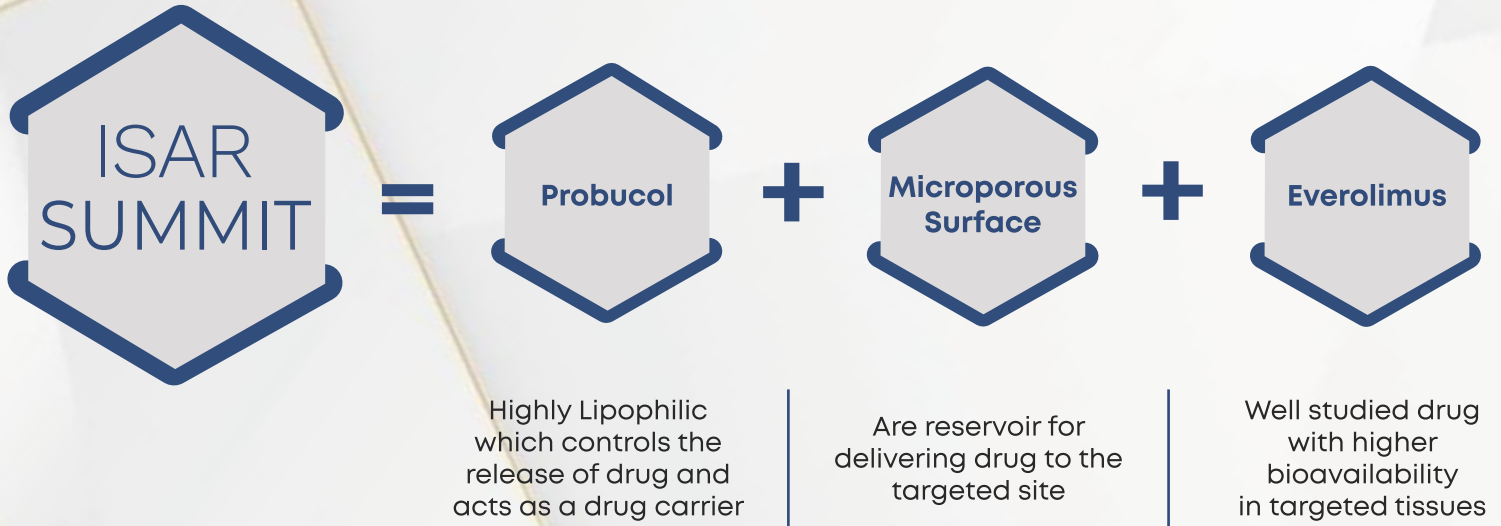 ISAR
SUMMIT
=
Probucol
+
Microporous
Surface
+
Everolimus
Highly Lipophilic
which controls the
release of drug and
acts as a drug carrier
Are reservoir for
delivering drug to the
targeted site
Well studied drug
with higher
bioavailability
in targeted tissues